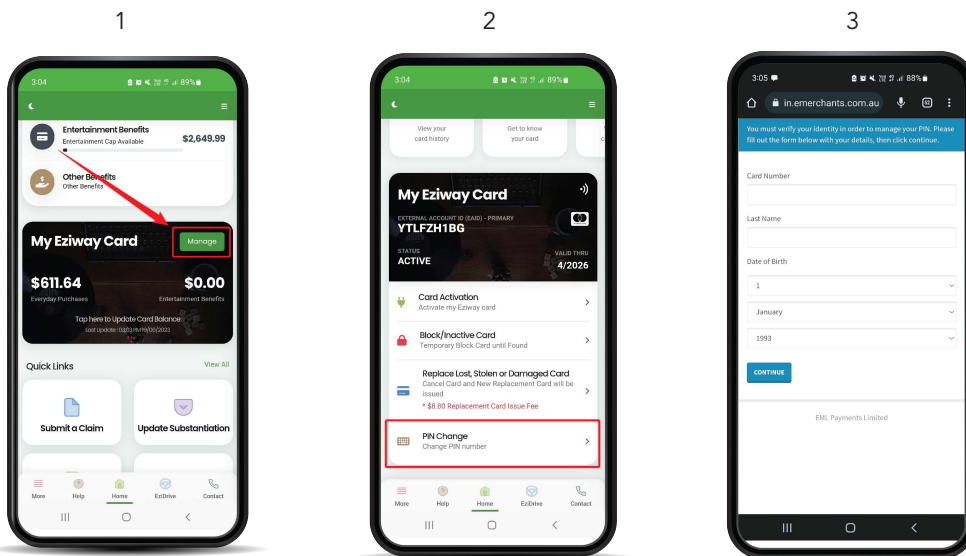 1
2
3
3:04
89%
Entertainment Benefits
Entertainment Cap Available
$2,649.99
Other Benefits
Other Benefits
My Eziway Card
Manage
$611.64
$0.00
Everyday Purchases
Entertainment Benefits
Tap here to Update Card Balance
Quick Links
View All
Submit a Claim
Update Substantiation
More
Help
Home
EziDrive
Contact
3:04
89%
View your
card history
Get to know
your card
My Eziway Card
EXTERNAL ACCOUNT ID (EAID) - PRIMARY
YTLFZH1BG
STATUS
ACTIVE
VALID THRU
4/2026
Card Activation
Activate my Eziway card
Block/Inactive Card
Temporary Block Card until Found
Replace Lost, Stolen or Damaged Card
Cancel Card and New Replacement Card will be
issued
* $8.80 Replacement Card Issue Fee
PIN Change
Change PIN number
More
Help
Home
EziDrive
Contact
3:05
88%
in.emerchants.com.au
You must verify your identity in order to manage your PIN. Please
fill out the form below with your details, then click continue.
Card Number
Last Name
Date of Birth
1
January
1993
CONTINUE
EML Payments Limited